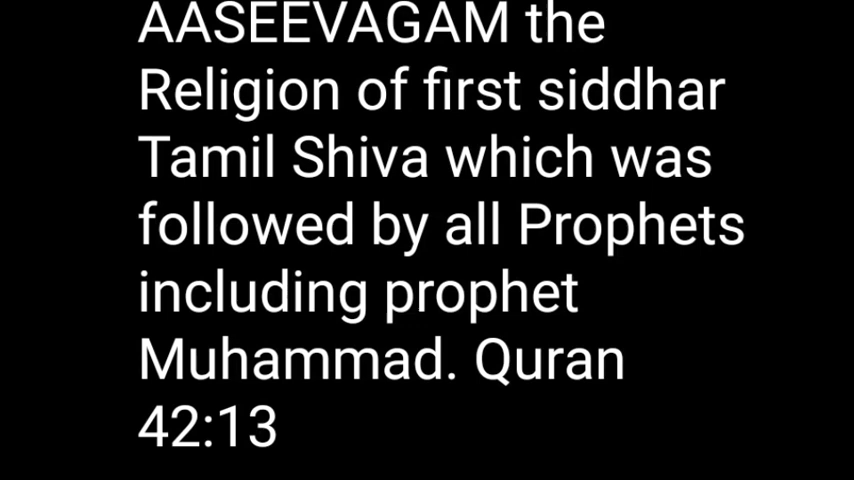 AASEEVAGAM the
Religion of first siddhar
Tamil Shiva which was
followed by all Prophets
including prophet
Muhammad. Quran
42:13